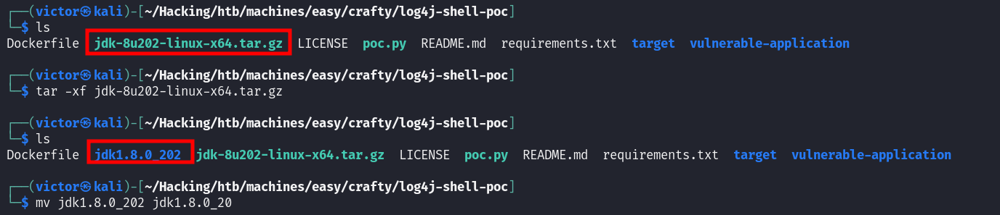 ┌──(victor㉿kali)-[~/Hacking/htb/machines/easy/crafty/log4j-shell-poc]
└─$ ls
Dockerfile  jdk-8u202-linux-x64.tar.gz  LICENSE  poc.py  README.md  requirements.txt  target  vulnerable-application
┌──(victor㉿kali)-[~/Hacking/htb/machines/easy/crafty/log4j-shell-poc]
└─$ tar -xf jdk-8u202-linux-x64.tar.gz
┌──(victor㉿kali)-[~/Hacking/htb/machines/easy/crafty/log4j-shell-poc]
└─$ ls
Dockerfile  jdk1.8.0_202  jdk-8u202-linux-x64.tar.gz  LICENSE  poc.py  README.md  requirements.txt  target  vulnerable-application
┌──(victor㉿kali)-[~/Hacking/htb/machines/easy/crafty/log4j-shell-poc]
└─$ mv jdk1.8.0_202 jdk1.8.0_20